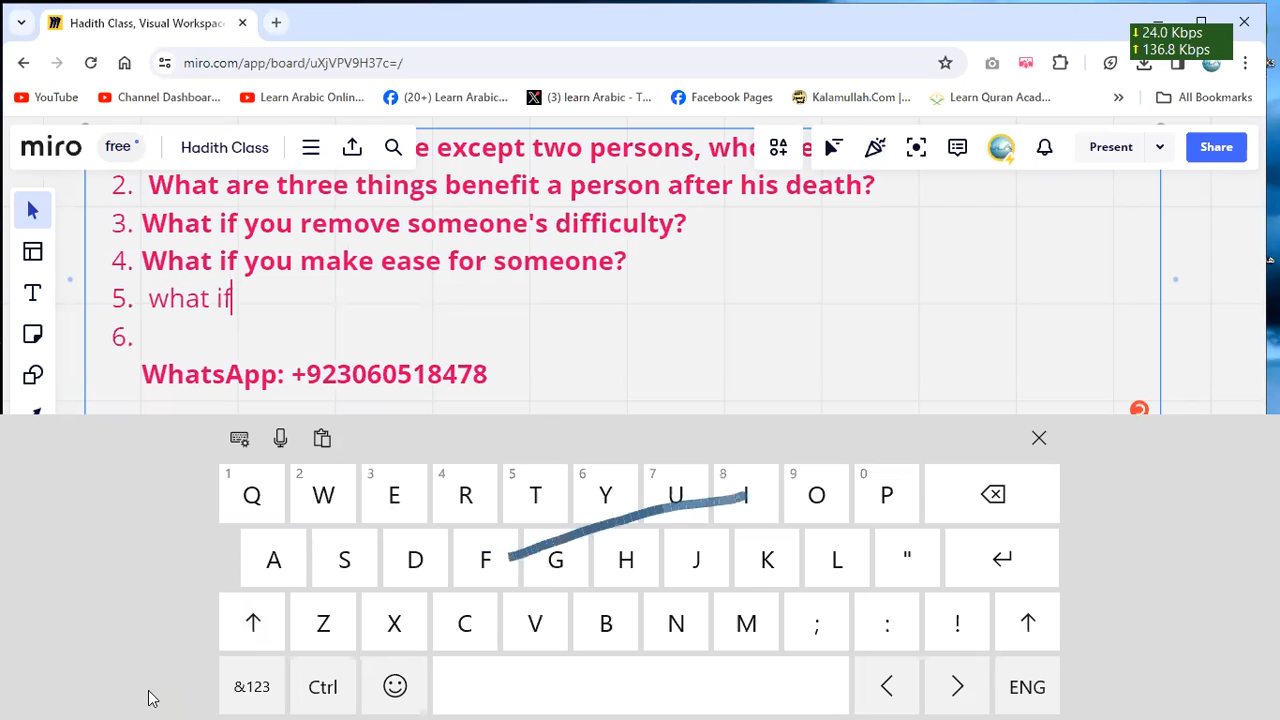 Hadith Class, Visual Workspac
↓ 24.0 Kbps
↑ 136.8 Kbps
miro.com/app/board/uXjVPV9H37c=/
YouTube
Channel Dashboar...
Learn Arabic Onlin...
(20+) Learn Arabic...
(3) learn Arabic - T...
Facebook Pages
Kalamullah.Com |...
Learn Quran Acad...
»
All Bookmarks
miro free Hadith Class
Present
Share
e except two persons, who
2. What are three things benefit a person after his death?
3. What if you remove someone's difficulty?
4. What if you make ease for someone?
5. what if
6.
WhatsApp: +923060518478
1 Q 2 W 3 E 4 R 5 T 6 Y 7 U 8 I 9 O 0 P
A S D F G H J K L "
Z X C V B N M ; : !
&123 Ctrl < > ENG